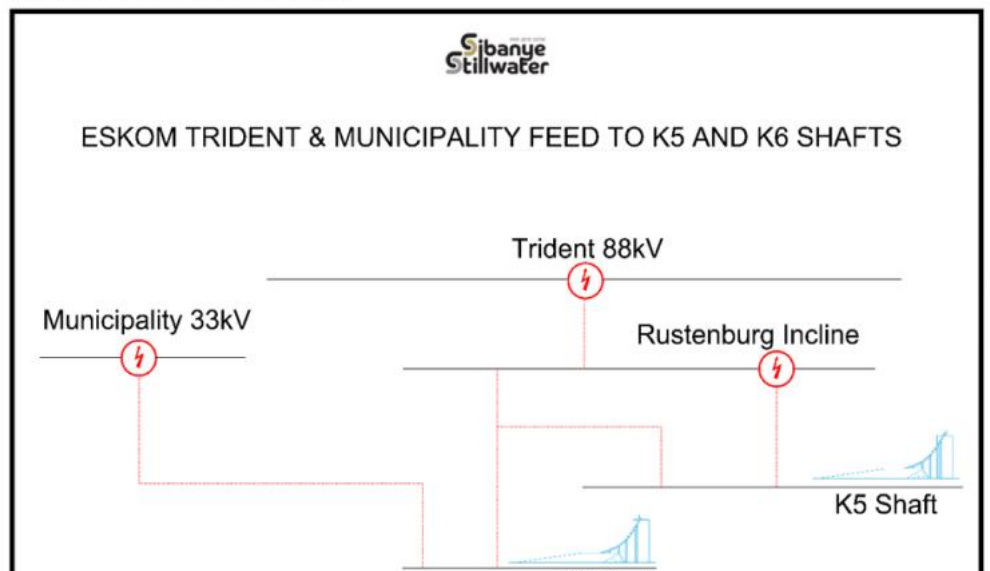 Sibanye
Stillwater
ESKOM TRIDENT & MUNICIPALITY FEED TO K5 AND K6 SHAFTS
Trident 88kV
Municipality 33kV
Rustenburg Incline
K5 Shaft